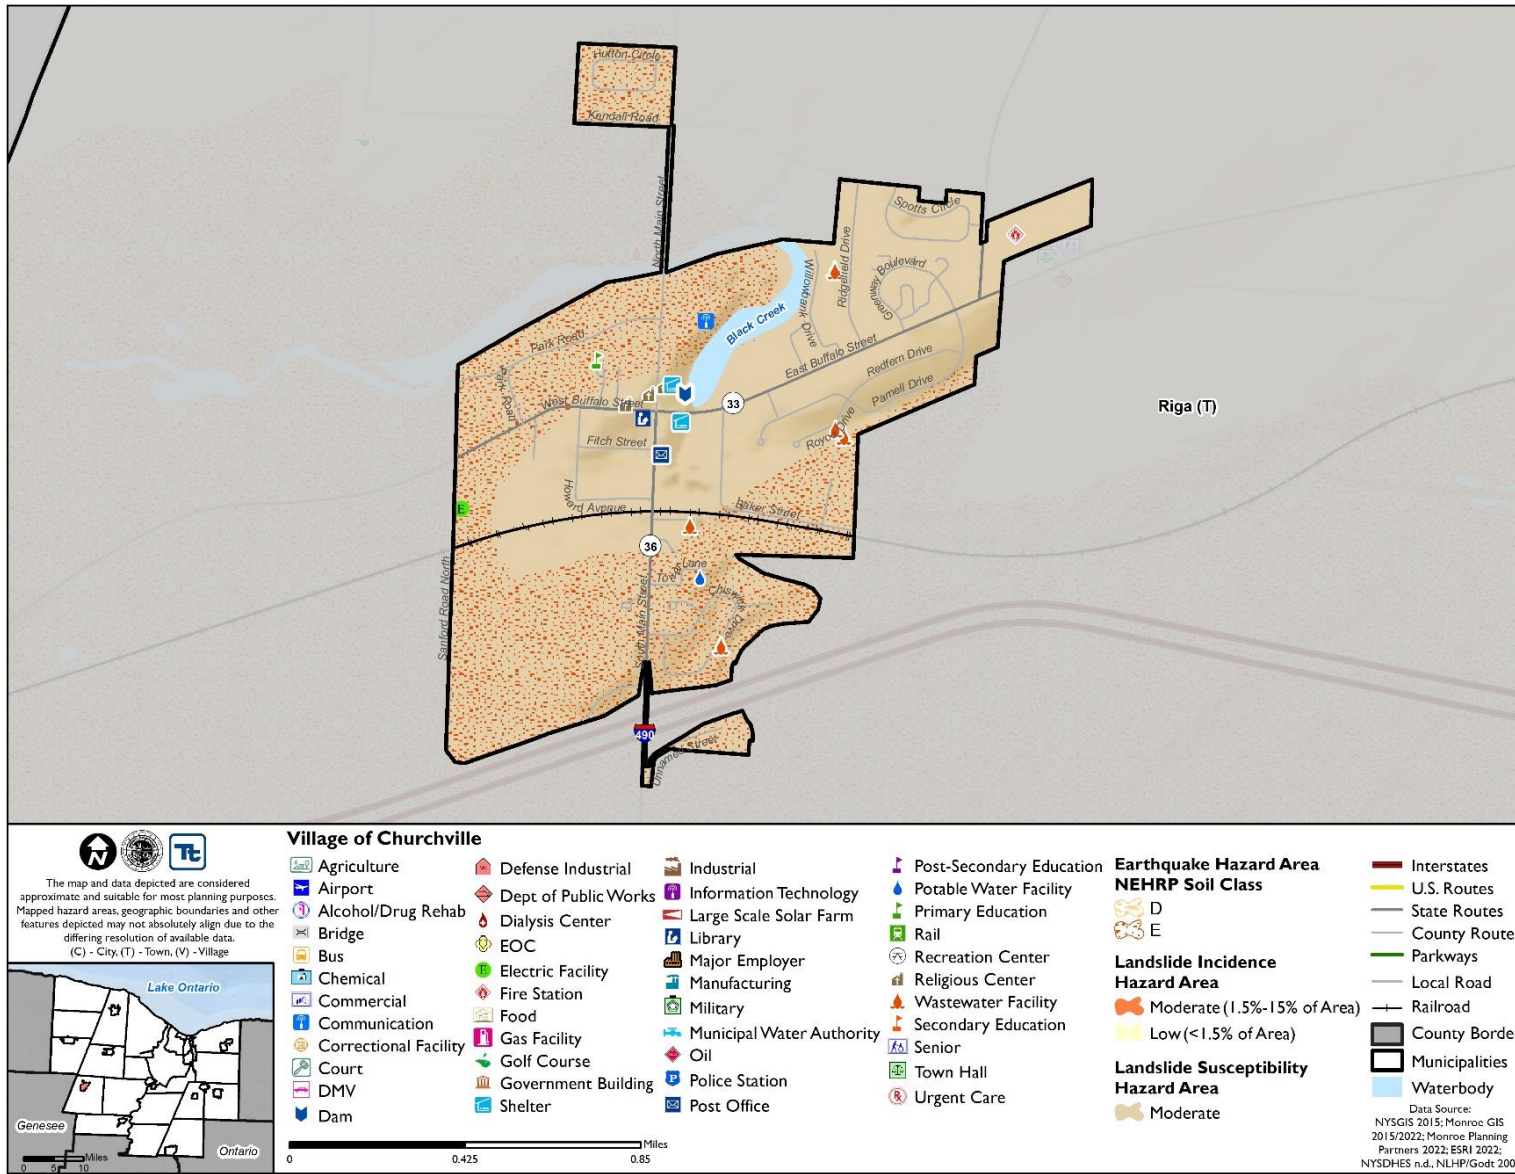 Hutton Circle
Kendall Road
North Main Street
Spotts Circle
Ridgefield Drive
Willowbank Drive
Greenway Boulevard
Black Creek
Park Road
East Buffalo Street
Redfern Drive
Parnell Drive
Park Road
West Buffalo Street
33
Riga (T)
Fitch Street
Drive
Howard Avenue
E
Baker Street
36
Lane
Chiswick Drive
Sanford Road North
South Main Street
490
Unnamed Street
N
Tt
The map and data depicted are considered
approximate and suitable for most planning purposes.
Mapped hazard areas, geographic boundaries and other
features depicted may not absolutely align due to the
differing resolution of available data.
(C) - City, (T) - Town, (V) - Village
Lake Ontario
Genesee
Ontario
Miles
0 5 10
Village of Churchville
Agriculture
Airport
Alcohol/Drug Rehab
Bridge
Bus
Chemical
Commercial
Communication
Correctional Facility
Court
DMV
Dam
Defense Industrial
Dept of Public Works
Dialysis Center
EOC
E Electric Facility
Fire Station
Food
Gas Facility
Golf Course
Government Building
Shelter
Industrial
Information Technology
Large Scale Solar Farm
Library
Major Employer
Manufacturing
Military
Municipal Water Authority
Oil
P Police Station
Post Office
Post-Secondary Education
Potable Water Facility
Primary Education
Rail
Recreation Center
Religious Center
Wastewater Facility
Secondary Education
Senior
Town Hall
Urgent Care
Miles
0 0.425 0.85
Earthquake Hazard Area
NEHRP Soil Class
D
E
Landslide Incidence
Hazard Area
Moderate (1.5%-15% of Area)
Low (<1.5% of Area)
Landslide Susceptibility
Hazard Area
Moderate
Interstates
U.S. Routes
State Routes
County Route
Parkways
Local Road
Railroad
County Borde
Municipalities
Waterbody
Data Source:
NYSGIS 2015; Monroe GIS
2015/2022; Monroe Planning
Partners 2022; ESRI 2022;
NYSDHES n.d., NLHP/Godt 200